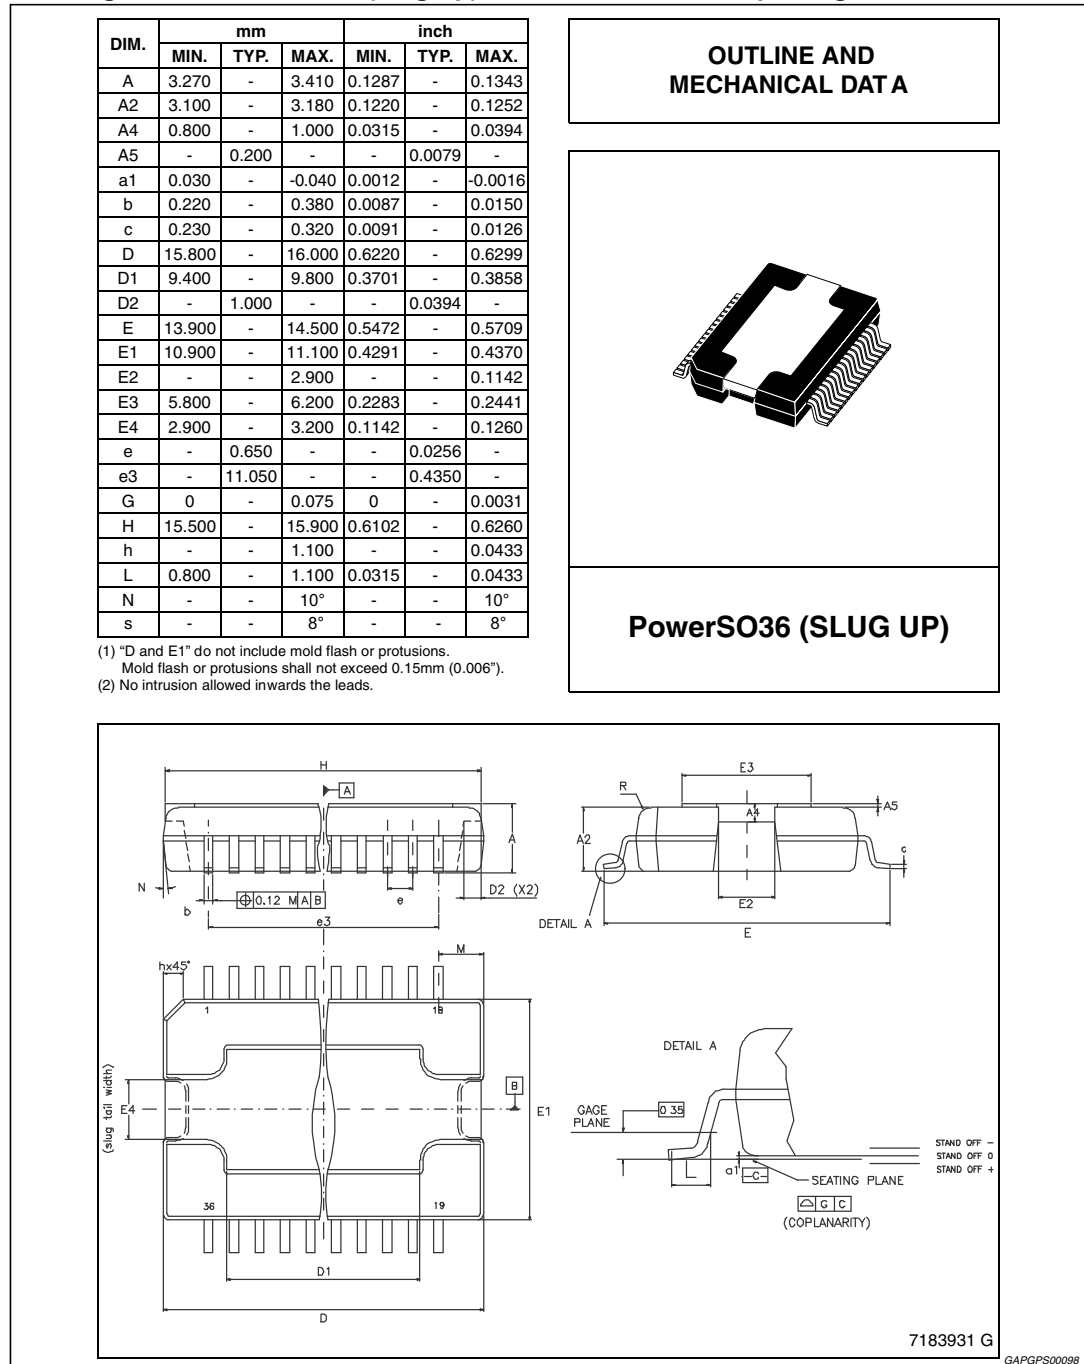 DIM. mm inch
MIN. TYP. MAX. MIN. TYP. MAX.
A 3.270 - 3.410 0.1287 - 0.1343
A2 3.100 - 3.180 0.1220 - 0.1252
A4 0.800 - 1.000 0.0315 - 0.0394
A5 - 0.200 - - 0.0079 -
a1 0.030 - -0.040 0.0012 - -0.0016
b 0.220 - 0.380 0.0087 - 0.0150
c 0.230 - 0.320 0.0091 - 0.0126
D 15.800 - 16.000 0.6220 - 0.6299
D1 9.400 - 9.800 0.3701 - 0.3858
D2 - 1.000 - - 0.0394 -
E 13.900 - 14.500 0.5472 - 0.5709
E1 10.900 - 11.100 0.4291 - 0.4370
E2 - - 2.900 - - 0.1142
E3 5.800 - 6.200 0.2283 - 0.2441
E4 2.900 - 3.200 0.1142 - 0.1260
e - 0.650 - - 0.0256 -
e3 - 11.050 - - 0.4350 -
G 0 - 0.075 0 - 0.0031
H 15.500 - 15.900 0.6102 - 0.6260
h - - 1.100 - - 0.0433
L 0.800 - 1.100 0.0315 - 0.0433
N - - 10° - - 10°
s - - 8° - - 8°
(1) “D and E1” do not include mold flash or protusions.
Mold flash or protusions shall not exceed 0.15mm (0.006”).
(2) No intrusion allowed inwards the leads.
OUTLINE AND
MECHANICAL DATA
PowerSO36 (SLUG UP)
H
A
A
N
b
0.12 M A B
e
D2 (X2)
e3
E3
R
A4
A5
A2
c
E2
DETAIL A
E
M
hx45°
1
18
B
E4
(slug tail width)
E1
36
19
D1
D
DETAIL A
GAGE
PLANE
0.35
L
a1
-C-
SEATING PLANE
G C
(COPLANARITY)
STAND OFF -
STAND OFF 0
STAND OFF +
7183931 G
GAPGPS00098